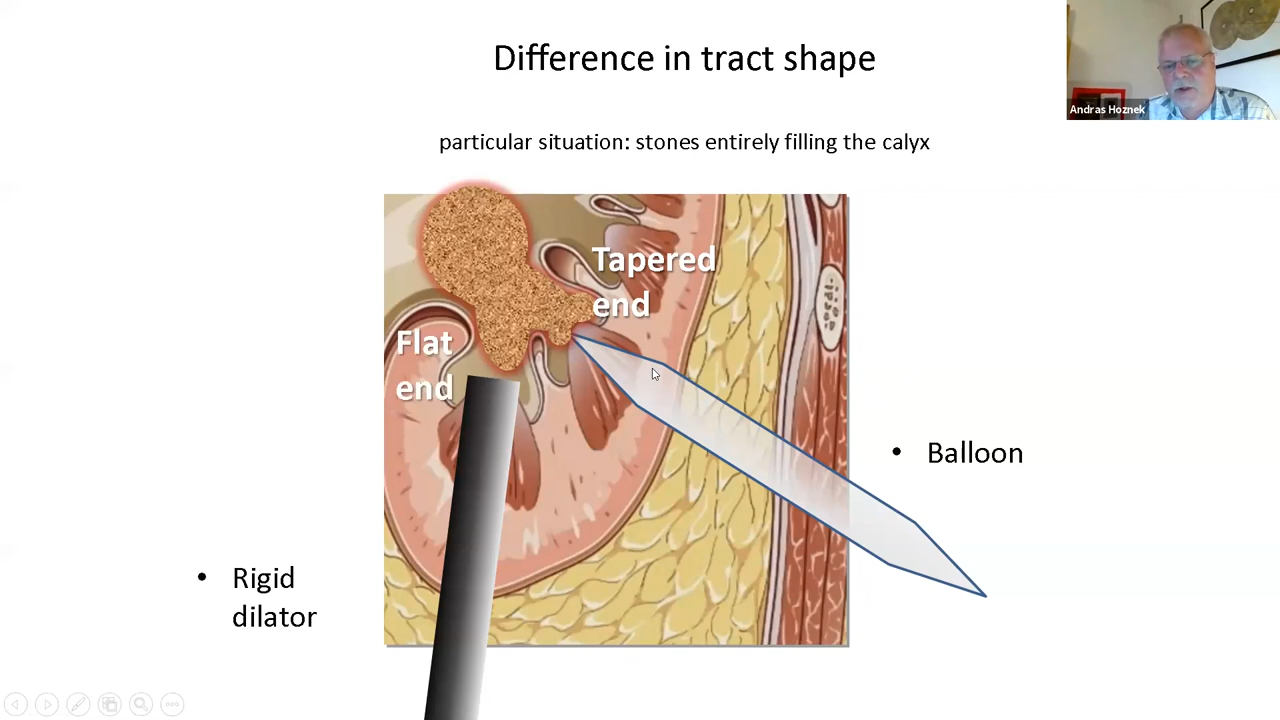 Difference in tract shape
Andras Hoznek
particular situation: stones entirely filling the calyx
Tapered
end
Flat
end
• Balloon
• Rigid
dilator